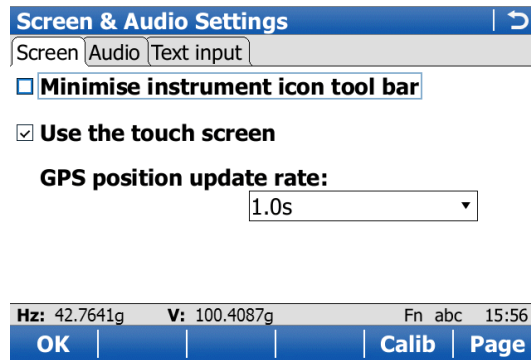 Screen & Audio Settings
Screen Audio Text input
Minimise instrument icon tool bar
Use the touch screen
GPS position update rate:
1.0s
Hz: 42.7641g V: 100.4087g Fn abc 15:56
OK Calib Page